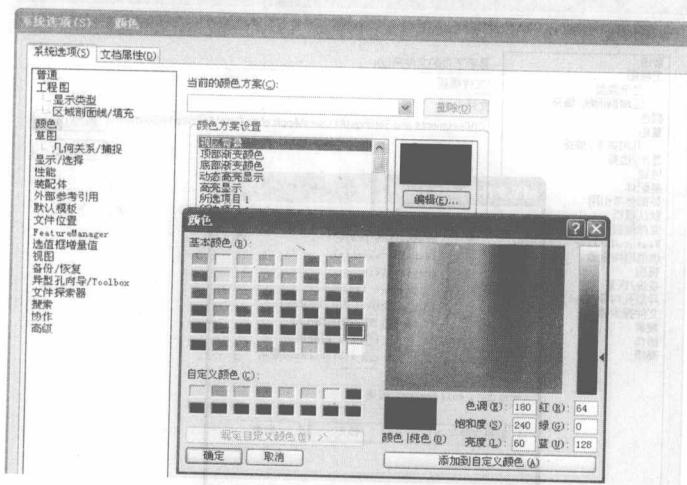 系统选项(S) 颜色
系统选项(S) 文档属性(D)
普通
工程图
显示类型
区域剖面线/填充
颜色
草图
几何关系/捕捉
显示/选择
性能
装配体
外部参考引用
默认模板
文件位置
FeatureManager
选值框增量值
视图
备份/恢复
异型孔向导/Toolbox
文件探索器
搜索
协作
高级
当前的颜色方案(C):
删除(D)
颜色方案设置
视区背景
顶部渐变颜色
底部渐变颜色
动态高亮显示
高亮显示
所选项目 1
编辑(E)...
颜色
基本颜色(B):
自定义颜色(C):
规定自定义颜色(D) >>
确定
取消
颜色|纯色(O)
色调(E): 180 红(R): 64
饱和度(S): 240 绿(G): 0
亮度(L): 60 蓝(U): 128
添加到自定义颜色(A)